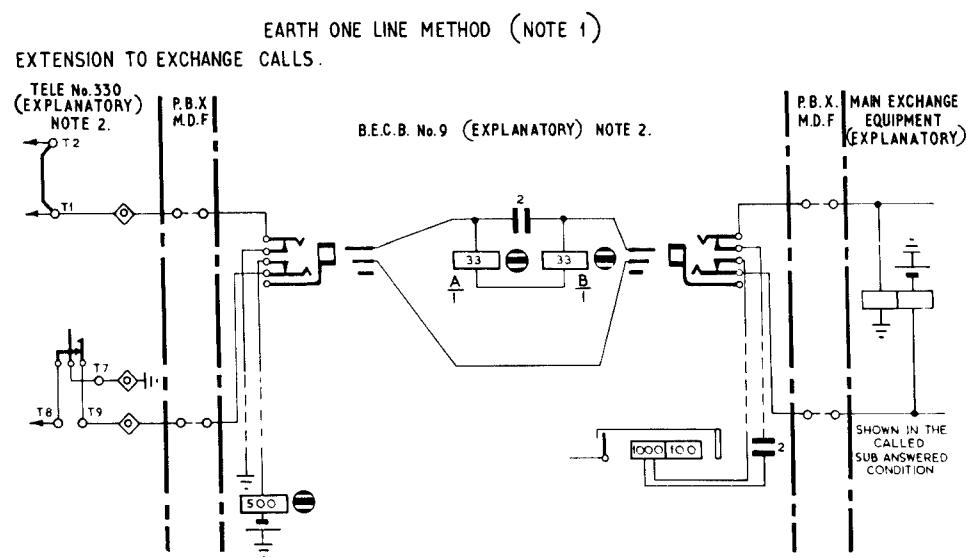 EARTH ONE LINE METHOD (NOTE 1)
EXTENSION TO EXCHANGE CALLS.
TELE No.330
(EXPLANATORY)
NOTE 2.
P.B.X
M.D.F
B.E.C.B. No.9 (EXPLANATORY) NOTE 2.
P.B.X.
M.D.F
MAIN EXCHANGE
EQUIPMENT
(EXPLANATORY)
T2
T1
2
33
33
A
1
B
1
T7
T8
T9
1000
100
2
500
SHOWN IN THE
CALLED
SUB ANSWERED
CONDITION